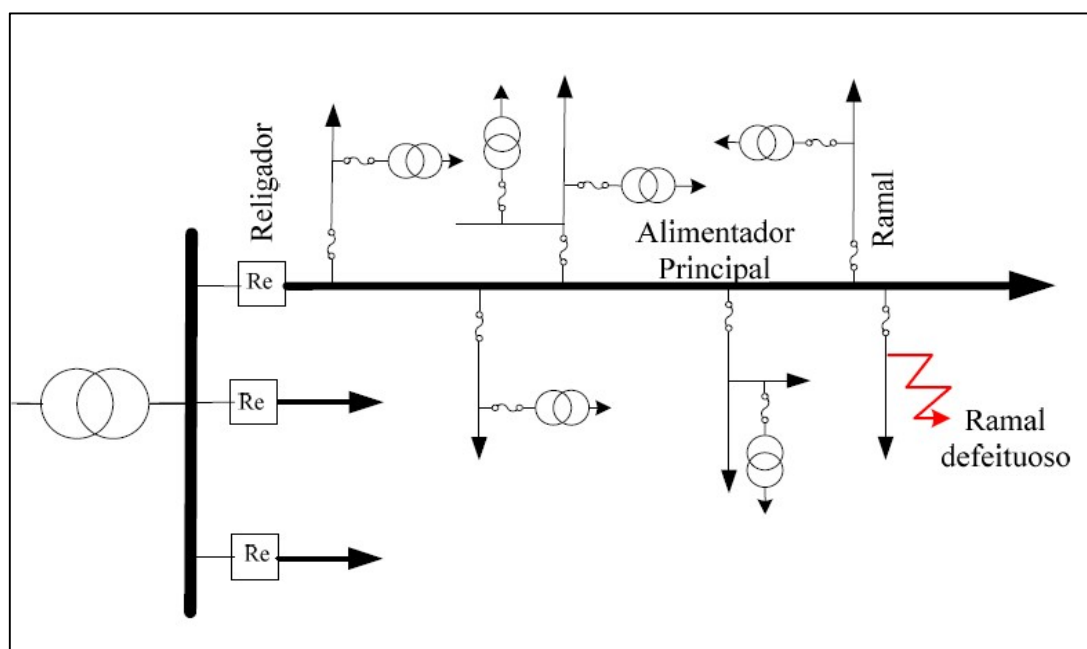 Religador
Re
Alimentador
Principal
Ramal
Re
Ramal
defeituoso
Re